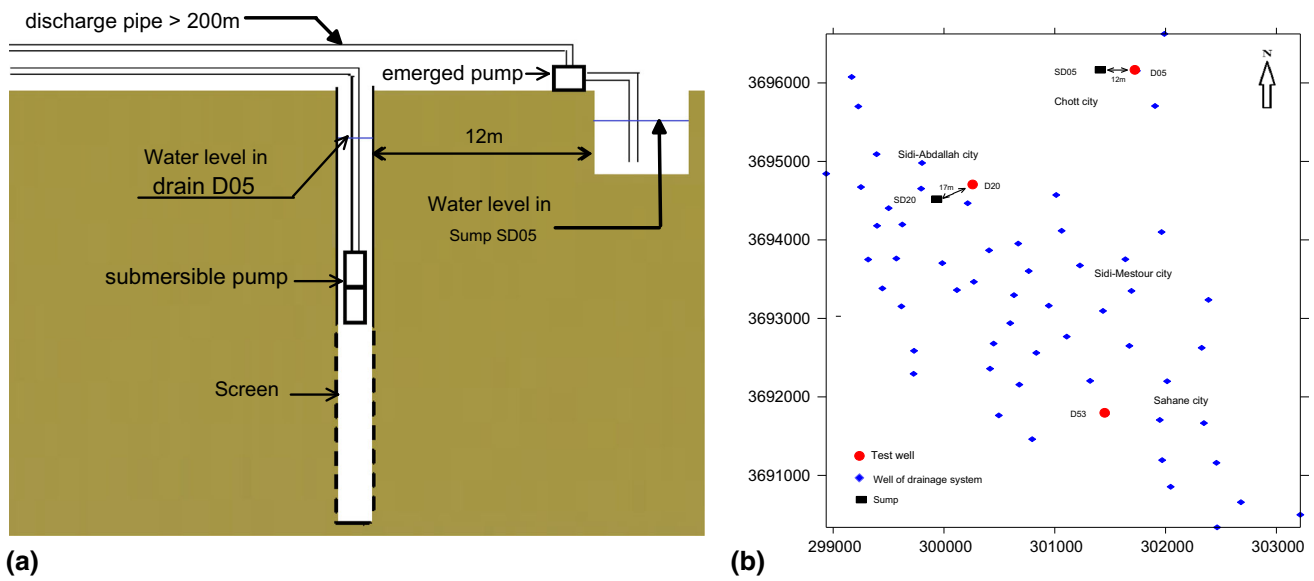 discharge pipe > 200m
emerged pump
12m
Water level in
drain D05
Water level in
Sump SD05
submersible pump
Screen
(a)
N
3696000
3695000
3694000
3693000
3692000
3691000
SD05
12m
D05
Chott city
Sidi-Abdallah city
17m
D20
SD20
Sidi-Mestour city
Sahane city
D53
Test well
Well of drainage system
Sump
299000 300000 301000 302000 303000
(b)